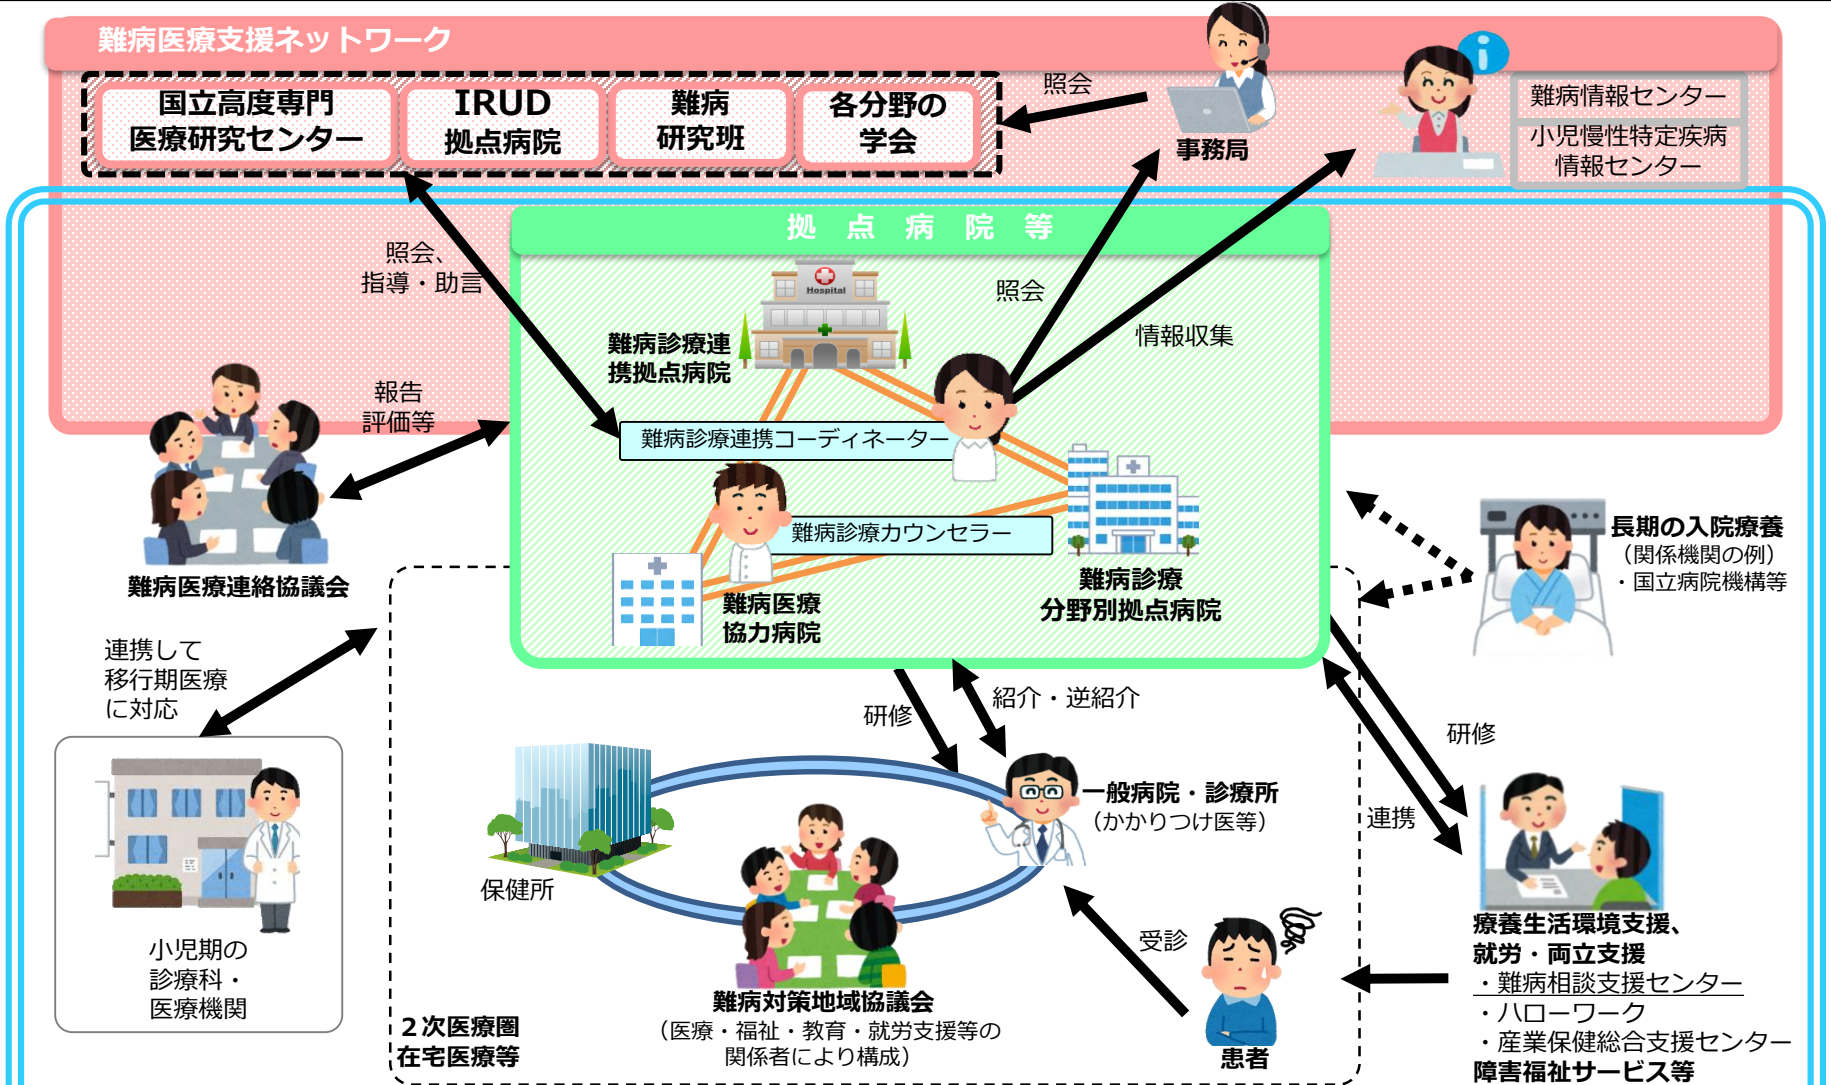 難病医療支援ネットワーク
国立高度専門
医療研究センター
IRUD
拠点病院
難病
研究班
各分野の
学会
照会
事務局
難病情報センター
小児慢性特定疾病
情報センター
拠点病院等
照会、
指導・助言
照会
情報収集
Hospital
難病診療連
携拠点病院
報告
評価等
難病診療連携コーディネーター
難病診療カウンセラー
難病医療連絡協議会
難病医療
協力病院
難病診療
分野別拠点病院
長期の入院療養
（関係機関の例）
・国立病院機構等
連携して
移行期医療
に対応
研修
紹介・逆紹介
研修
連携
一般病院・診療所
（かかりつけ医等）
保健所
受診
小児期の
診療科・
医療機関
難病対策地域協議会
（医療・福祉・教育・就労支援等の
関係者により構成）
２次医療圏
在宅医療等
患者
療養生活環境支援、
就労・両立支援
・難病相談支援センター
・ハローワーク
・産業保健総合支援センター
障害福祉サービス等